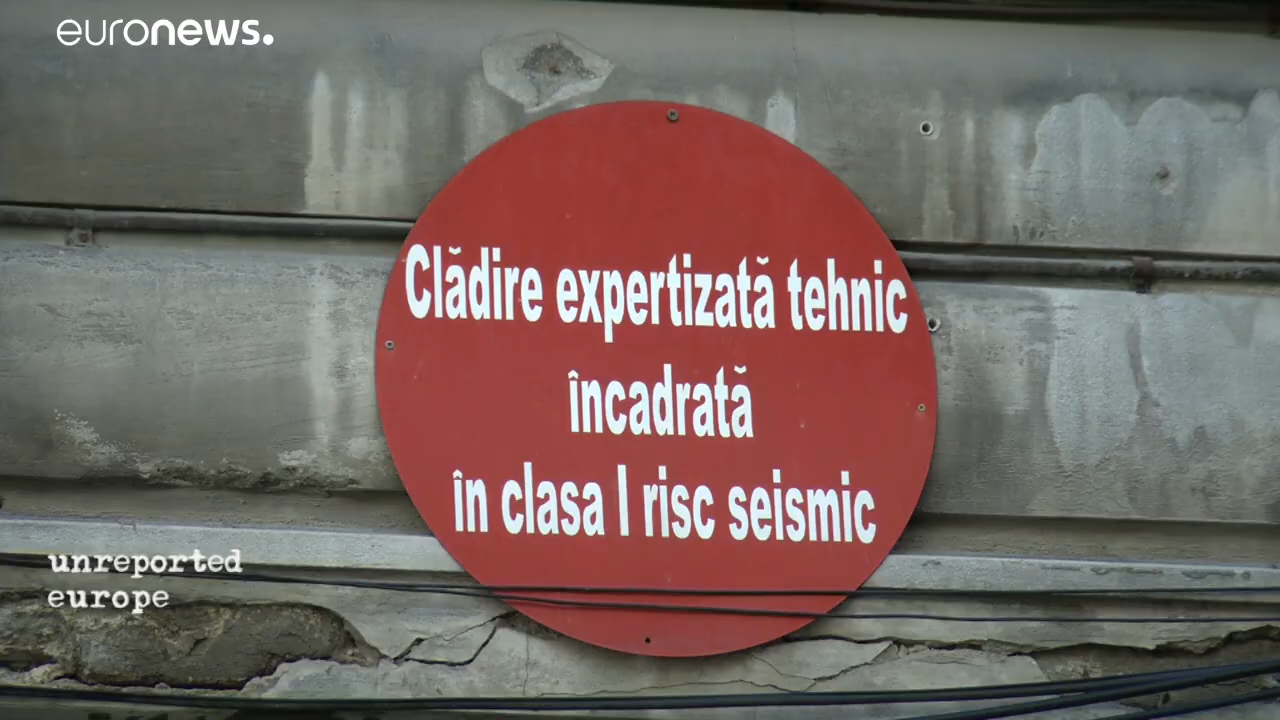 euronews.
Clădire expertizată tehnic
încadrată
în clasa I risc seismic
unreported
europe